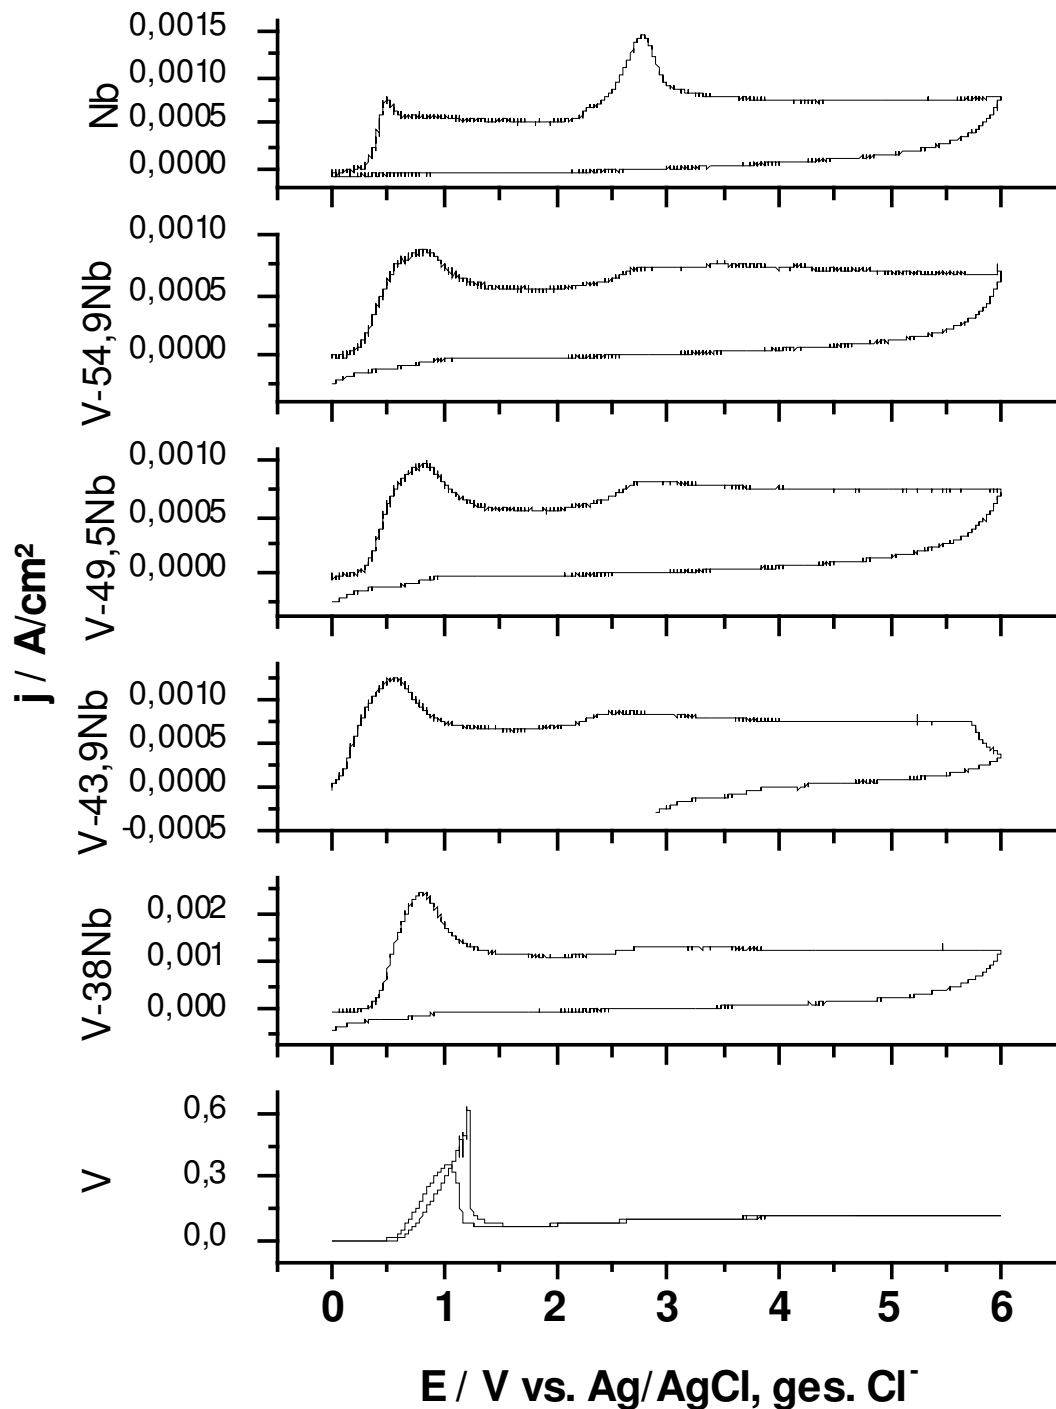 Nb
0,0015
0,0010
0,0005
0,0000
V-54,9Nb
0,0010
0,0005
0,0000
V-49,5Nb
0,0010
0,0005
0,0000
j / A/cm²
V-43,9Nb
0,0010
0,0005
0,0000
-0,0005
V-38Nb
0,002
0,001
0,000
V
0,6
0,3
0,0
0 1 2 3 4 5 6
E / V vs. Ag/AgCl, ges. Cl⁻